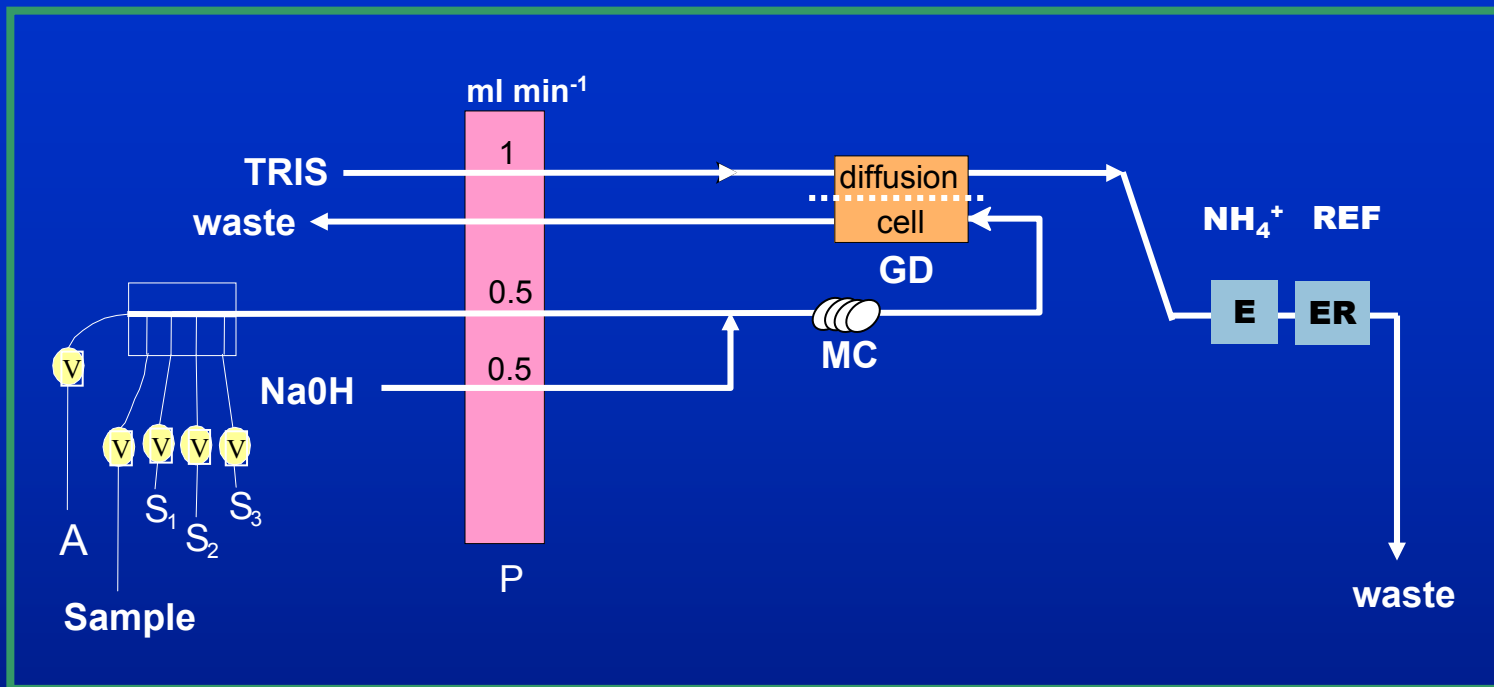 ml min⁻¹
1
TRIS
diffusion
waste
cell
NH₄⁺ REF
GD
0.5
E ER
MC
V
0.5
Na0H
V V V V
S₁ S₂ S₃
A
P
Sample
waste